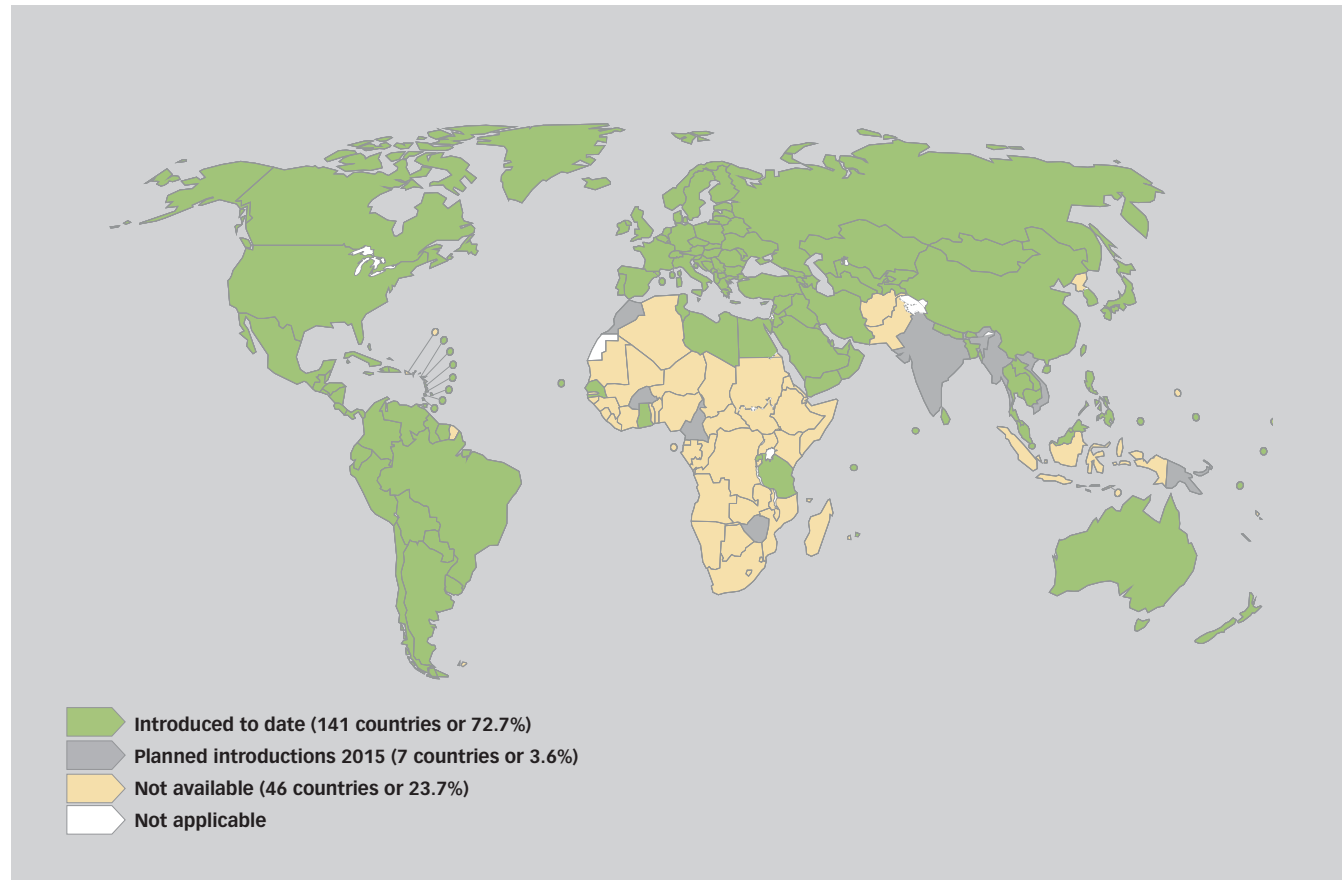 Introduced to date (141 countries or 72.7%)
Planned introductions 2015 (7 countries or 3.6%)
Not available (46 countries or 23.7%)
Not applicable